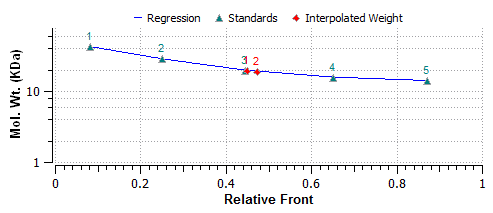 Regression Standards Interpolated Weight
Mol. Wt. (KDa)
1
2
3 1 2
4
5
10
1
0 0.2 0.4 0.6 0.8 1
Relative Front